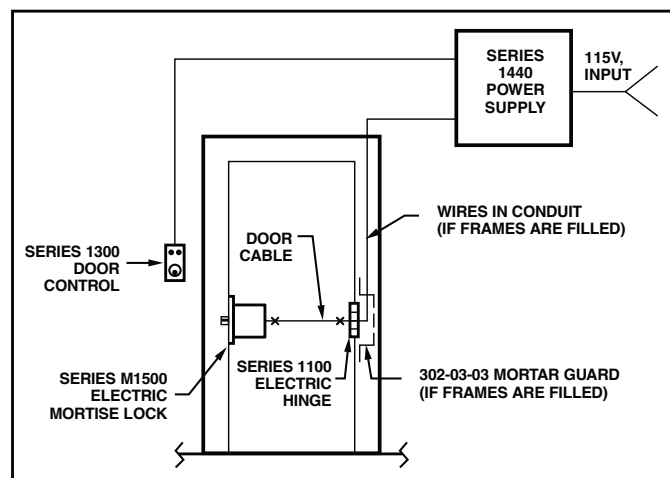 SERIES
1440
POWER
SUPPLY
115V,
INPUT
WIRES IN CONDUIT
(IF FRAMES ARE FILLED)
DOOR
CABLE
SERIES 1300
DOOR
CONTROL
SERIES M1500
ELECTRIC
MORTISE LOCK
SERIES 1100
ELECTRIC
HINGE
302-03-03 MORTAR GUARD
(IF FRAMES ARE FILLED)